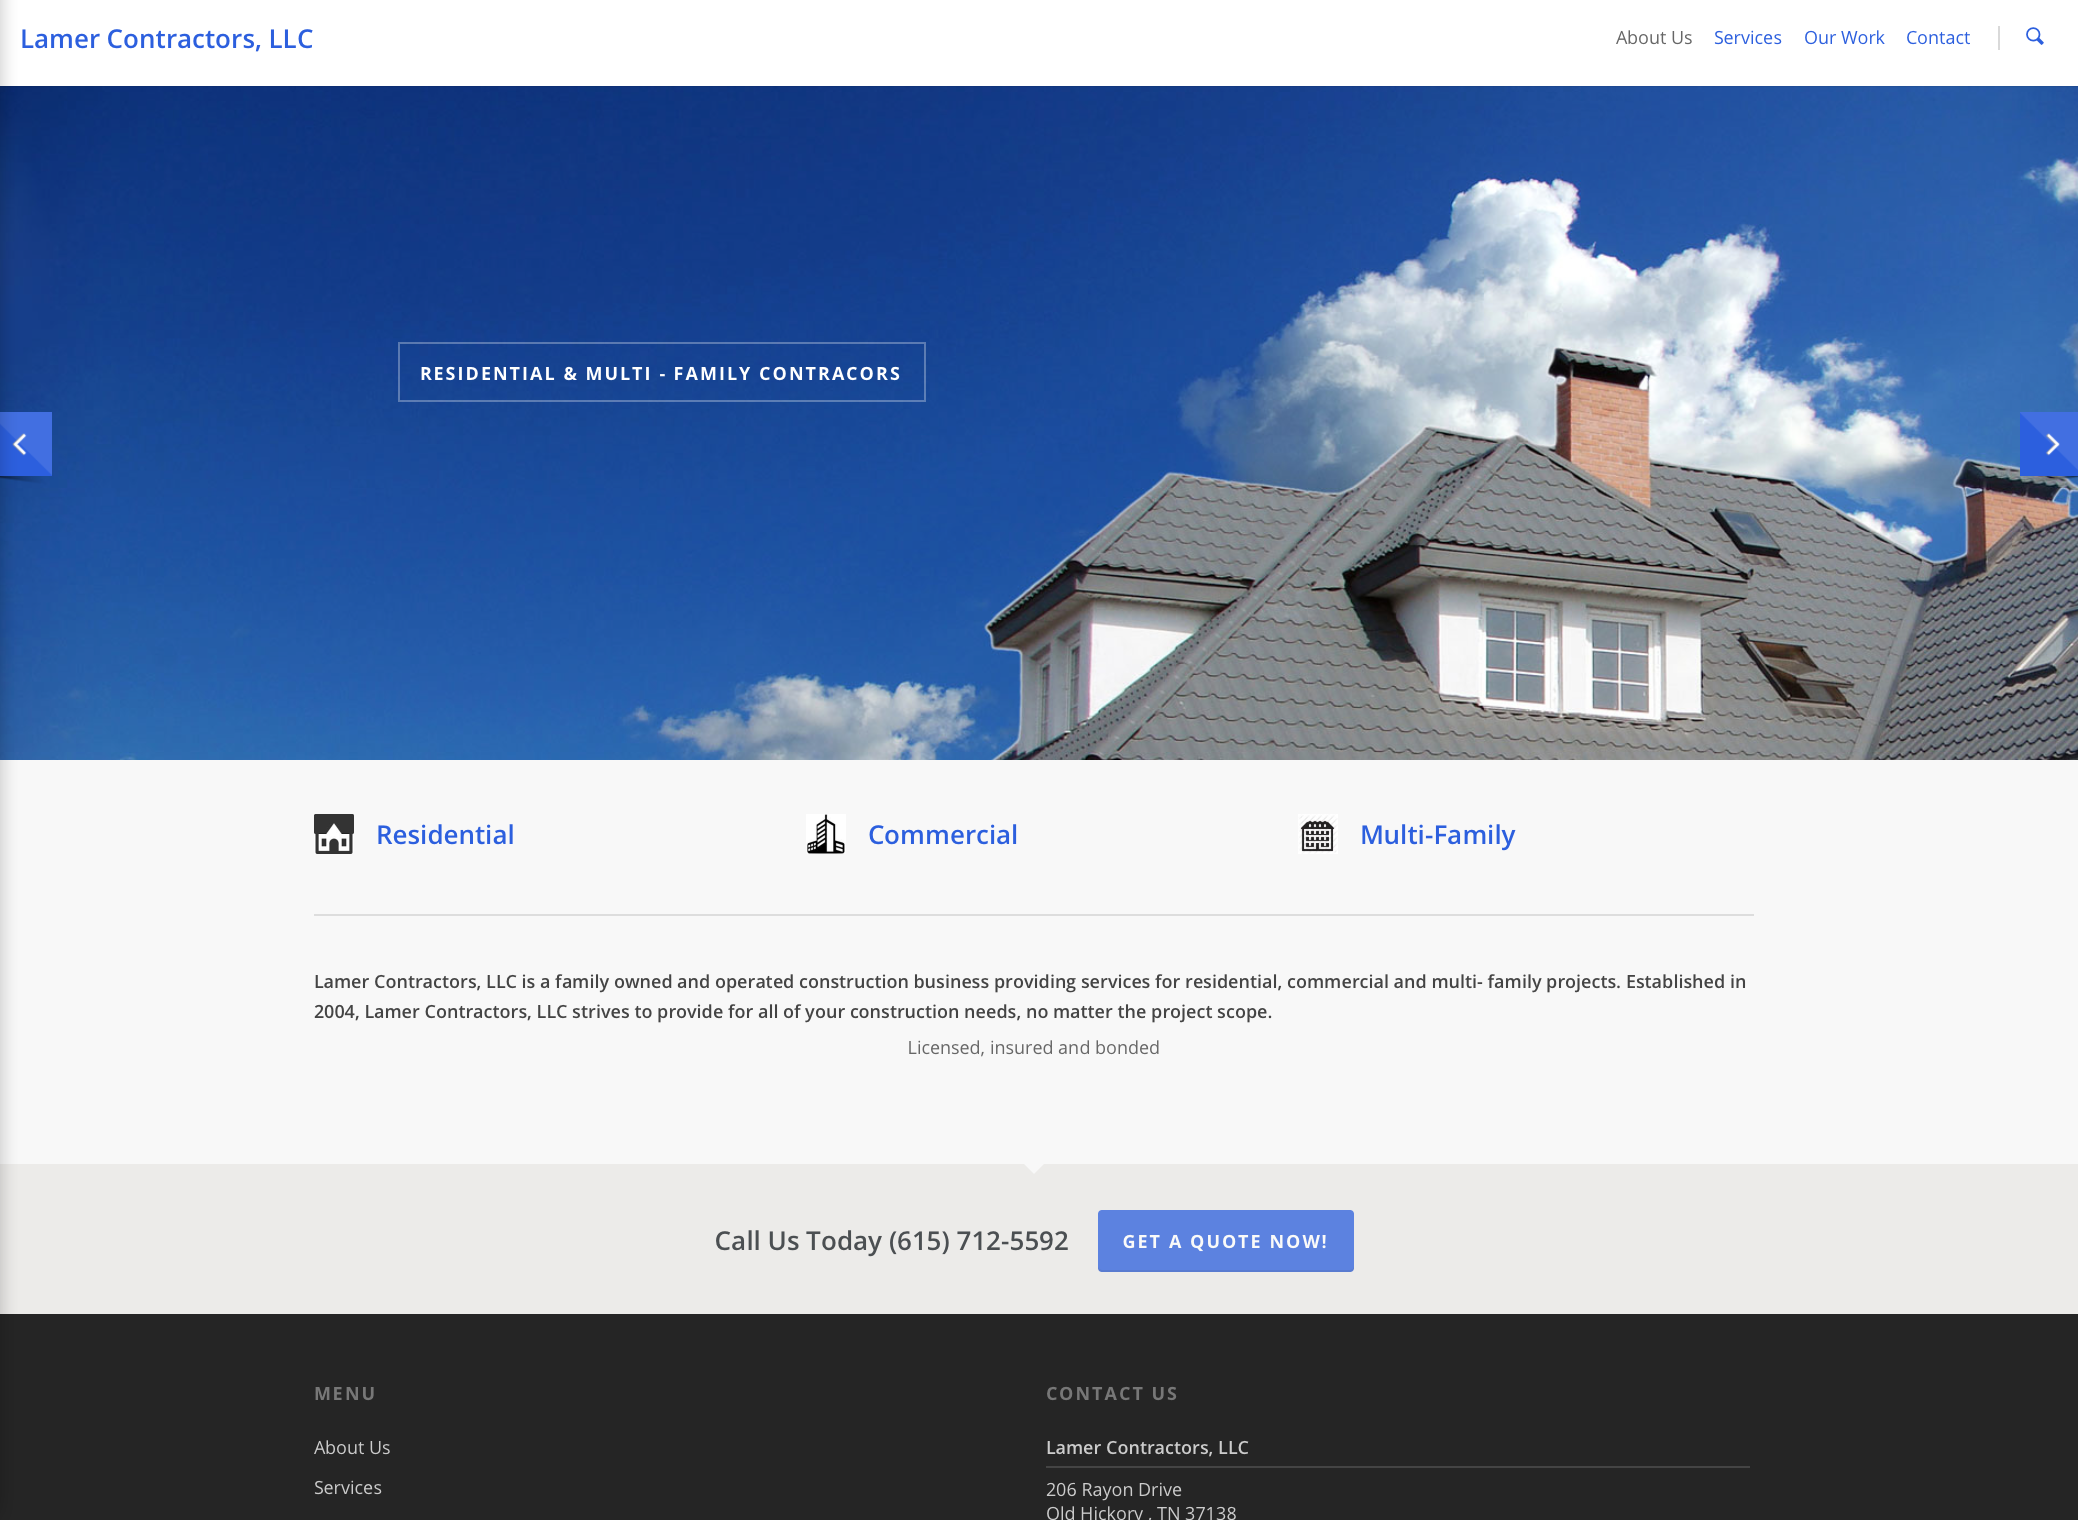 Lamer Contractors, LLC
About Us Services Our Work Contact
RESIDENTIAL & MULTI - FAMILY CONTRACORS
Residential Commercial Multi-Family
Lamer Contractors, LLC is a family owned and operated construction business providing services for residential, commercial and multi- family projects. Established in
2004, Lamer Contractors, LLC strives to provide for all of your construction needs, no matter the project scope.
Licensed, insured and bonded
Call Us Today (615) 712-5592 GET A QUOTE NOW!
MENU
About Us
Services
CONTACT US
Lamer Contractors, LLC
206 Rayon Drive
Old Hickory , TN 37138